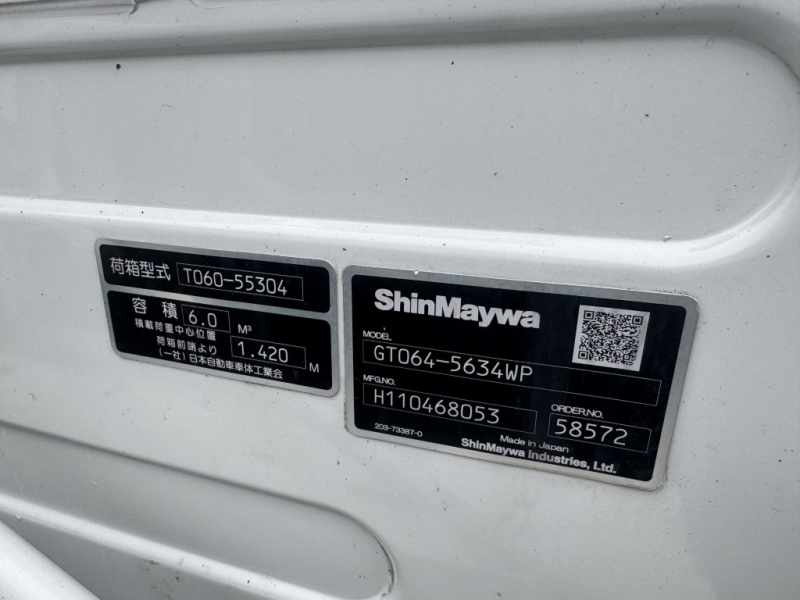 荷箱型式 T060-55304
容積 6.0 M³
積載荷重中心位置
荷箱前端より 1.420 M
(一社)日本自動車車体工業会
ShinMaywa
MODEL
GT064-5634WP
MFG.NO.
H110468053
ORDER.NO.
58572
203-73387-0
Made in Japan
ShinMaywa Industries, Ltd.